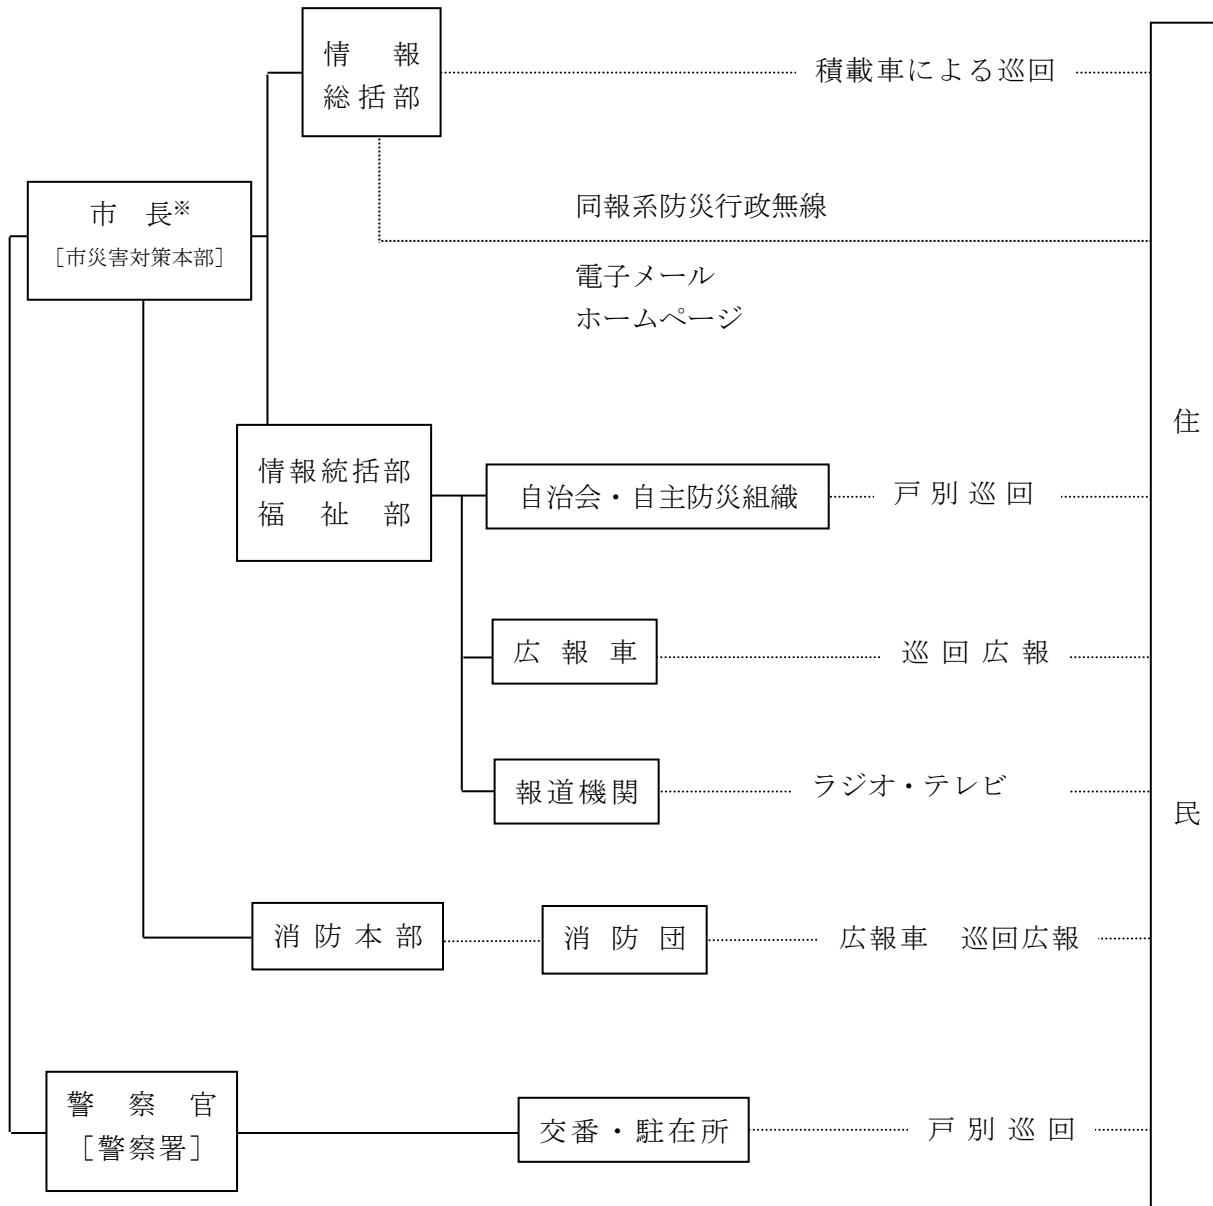 情報
総括部
積載車による巡回
市長※
［市災害対策本部］
同報系防災行政無線
電子メール
ホームページ
住民
情報統括部
福祉部
自治会・自主防災組織
戸別巡回
広報車
巡回広報
報道機関
ラジオ・テレビ
消防本部
消防団
広報車　巡回広報
警察官
［警察署］
交番・駐在所
戸別巡回